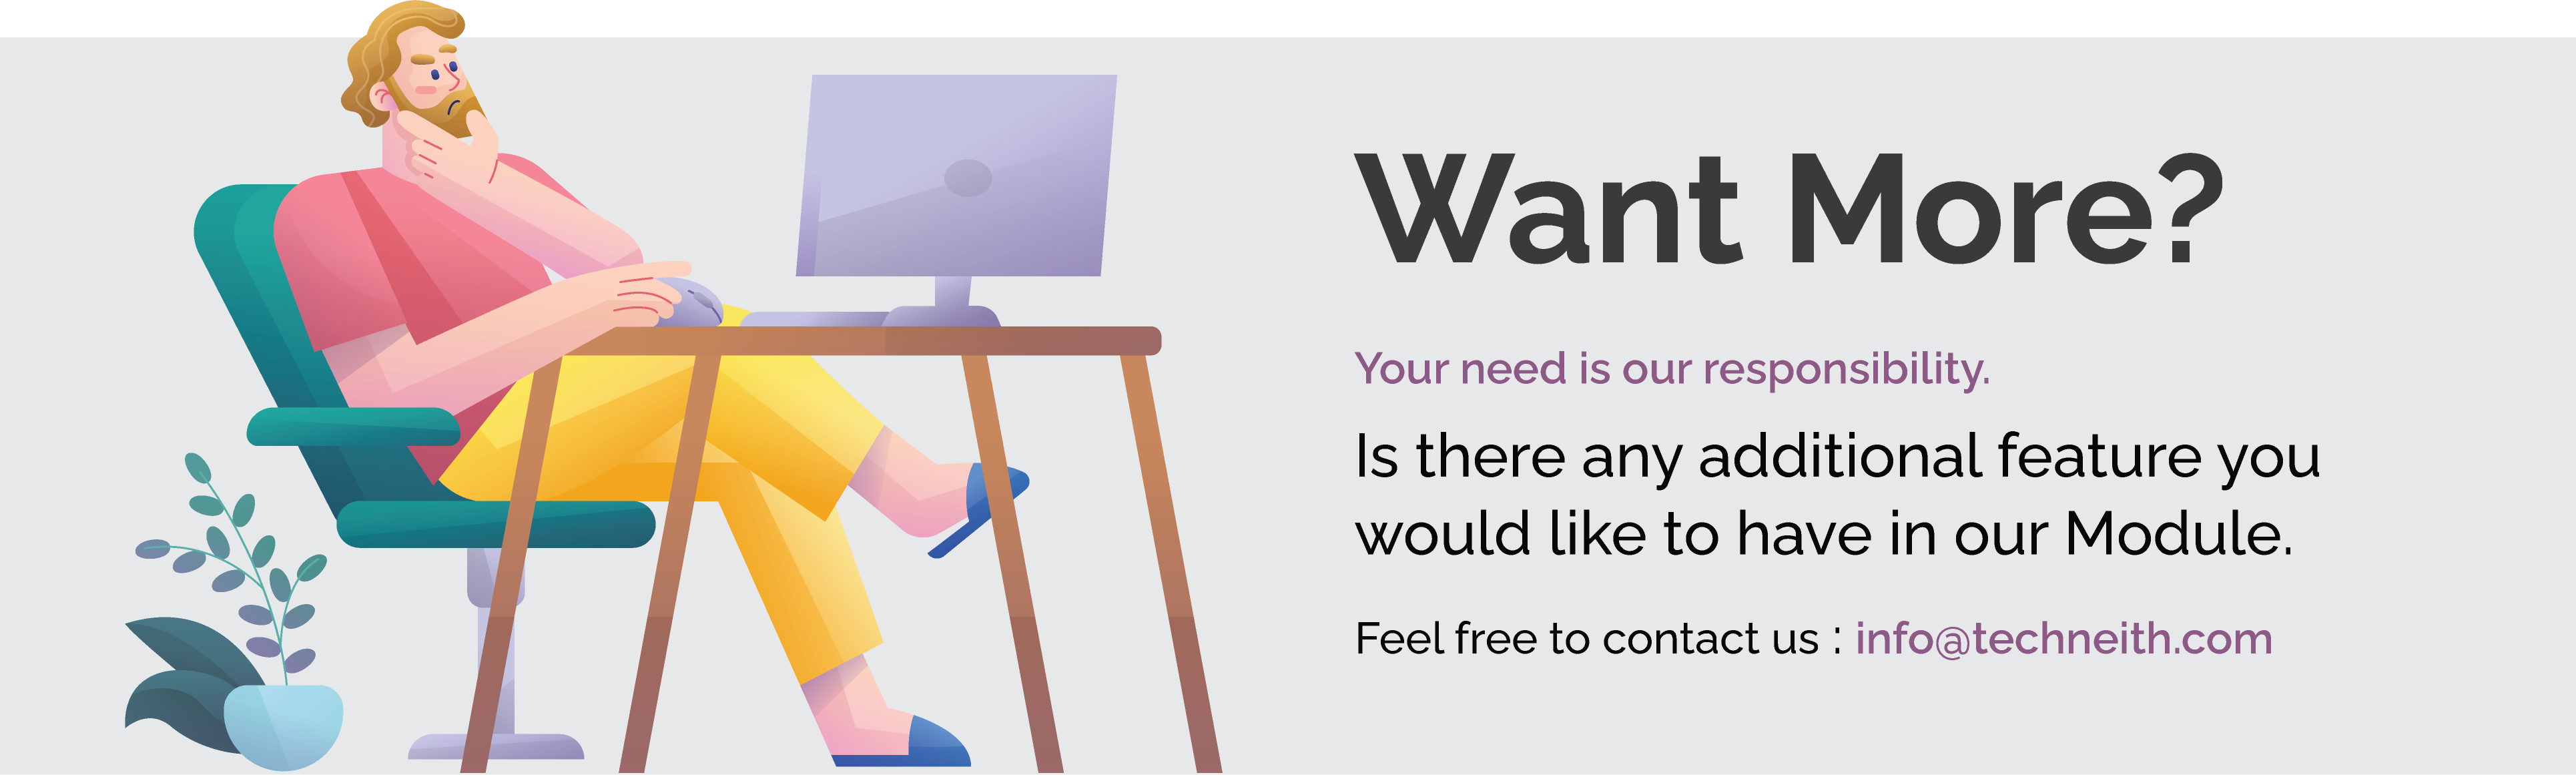 Want More?
Your need is our responsibility.
Is there any additional feature you
would like to have in our Module.
Feel free to contact us : info@techneith.com